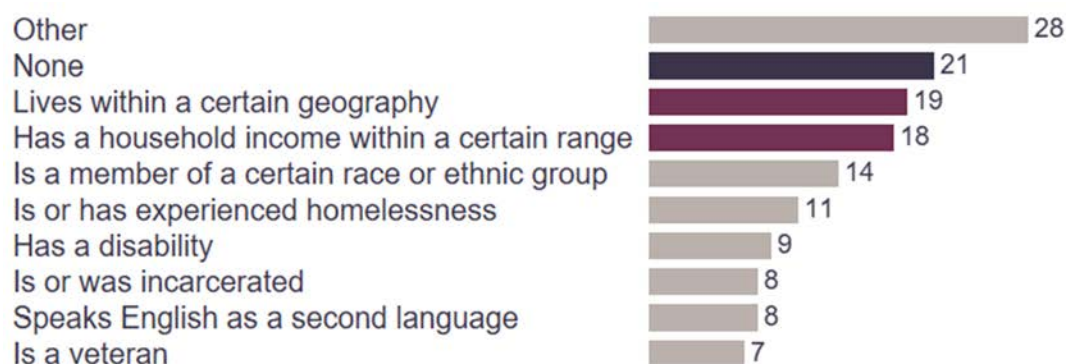 Other 28
None 21
Lives within a certain geography 19
Has a household income within a certain range 18
Is a member of a certain race or ethnic group 14
Is or has experienced homelessness 11
Has a disability 9
Is or was incarcerated 8
Speaks English as a second language 8
Is a veteran 7